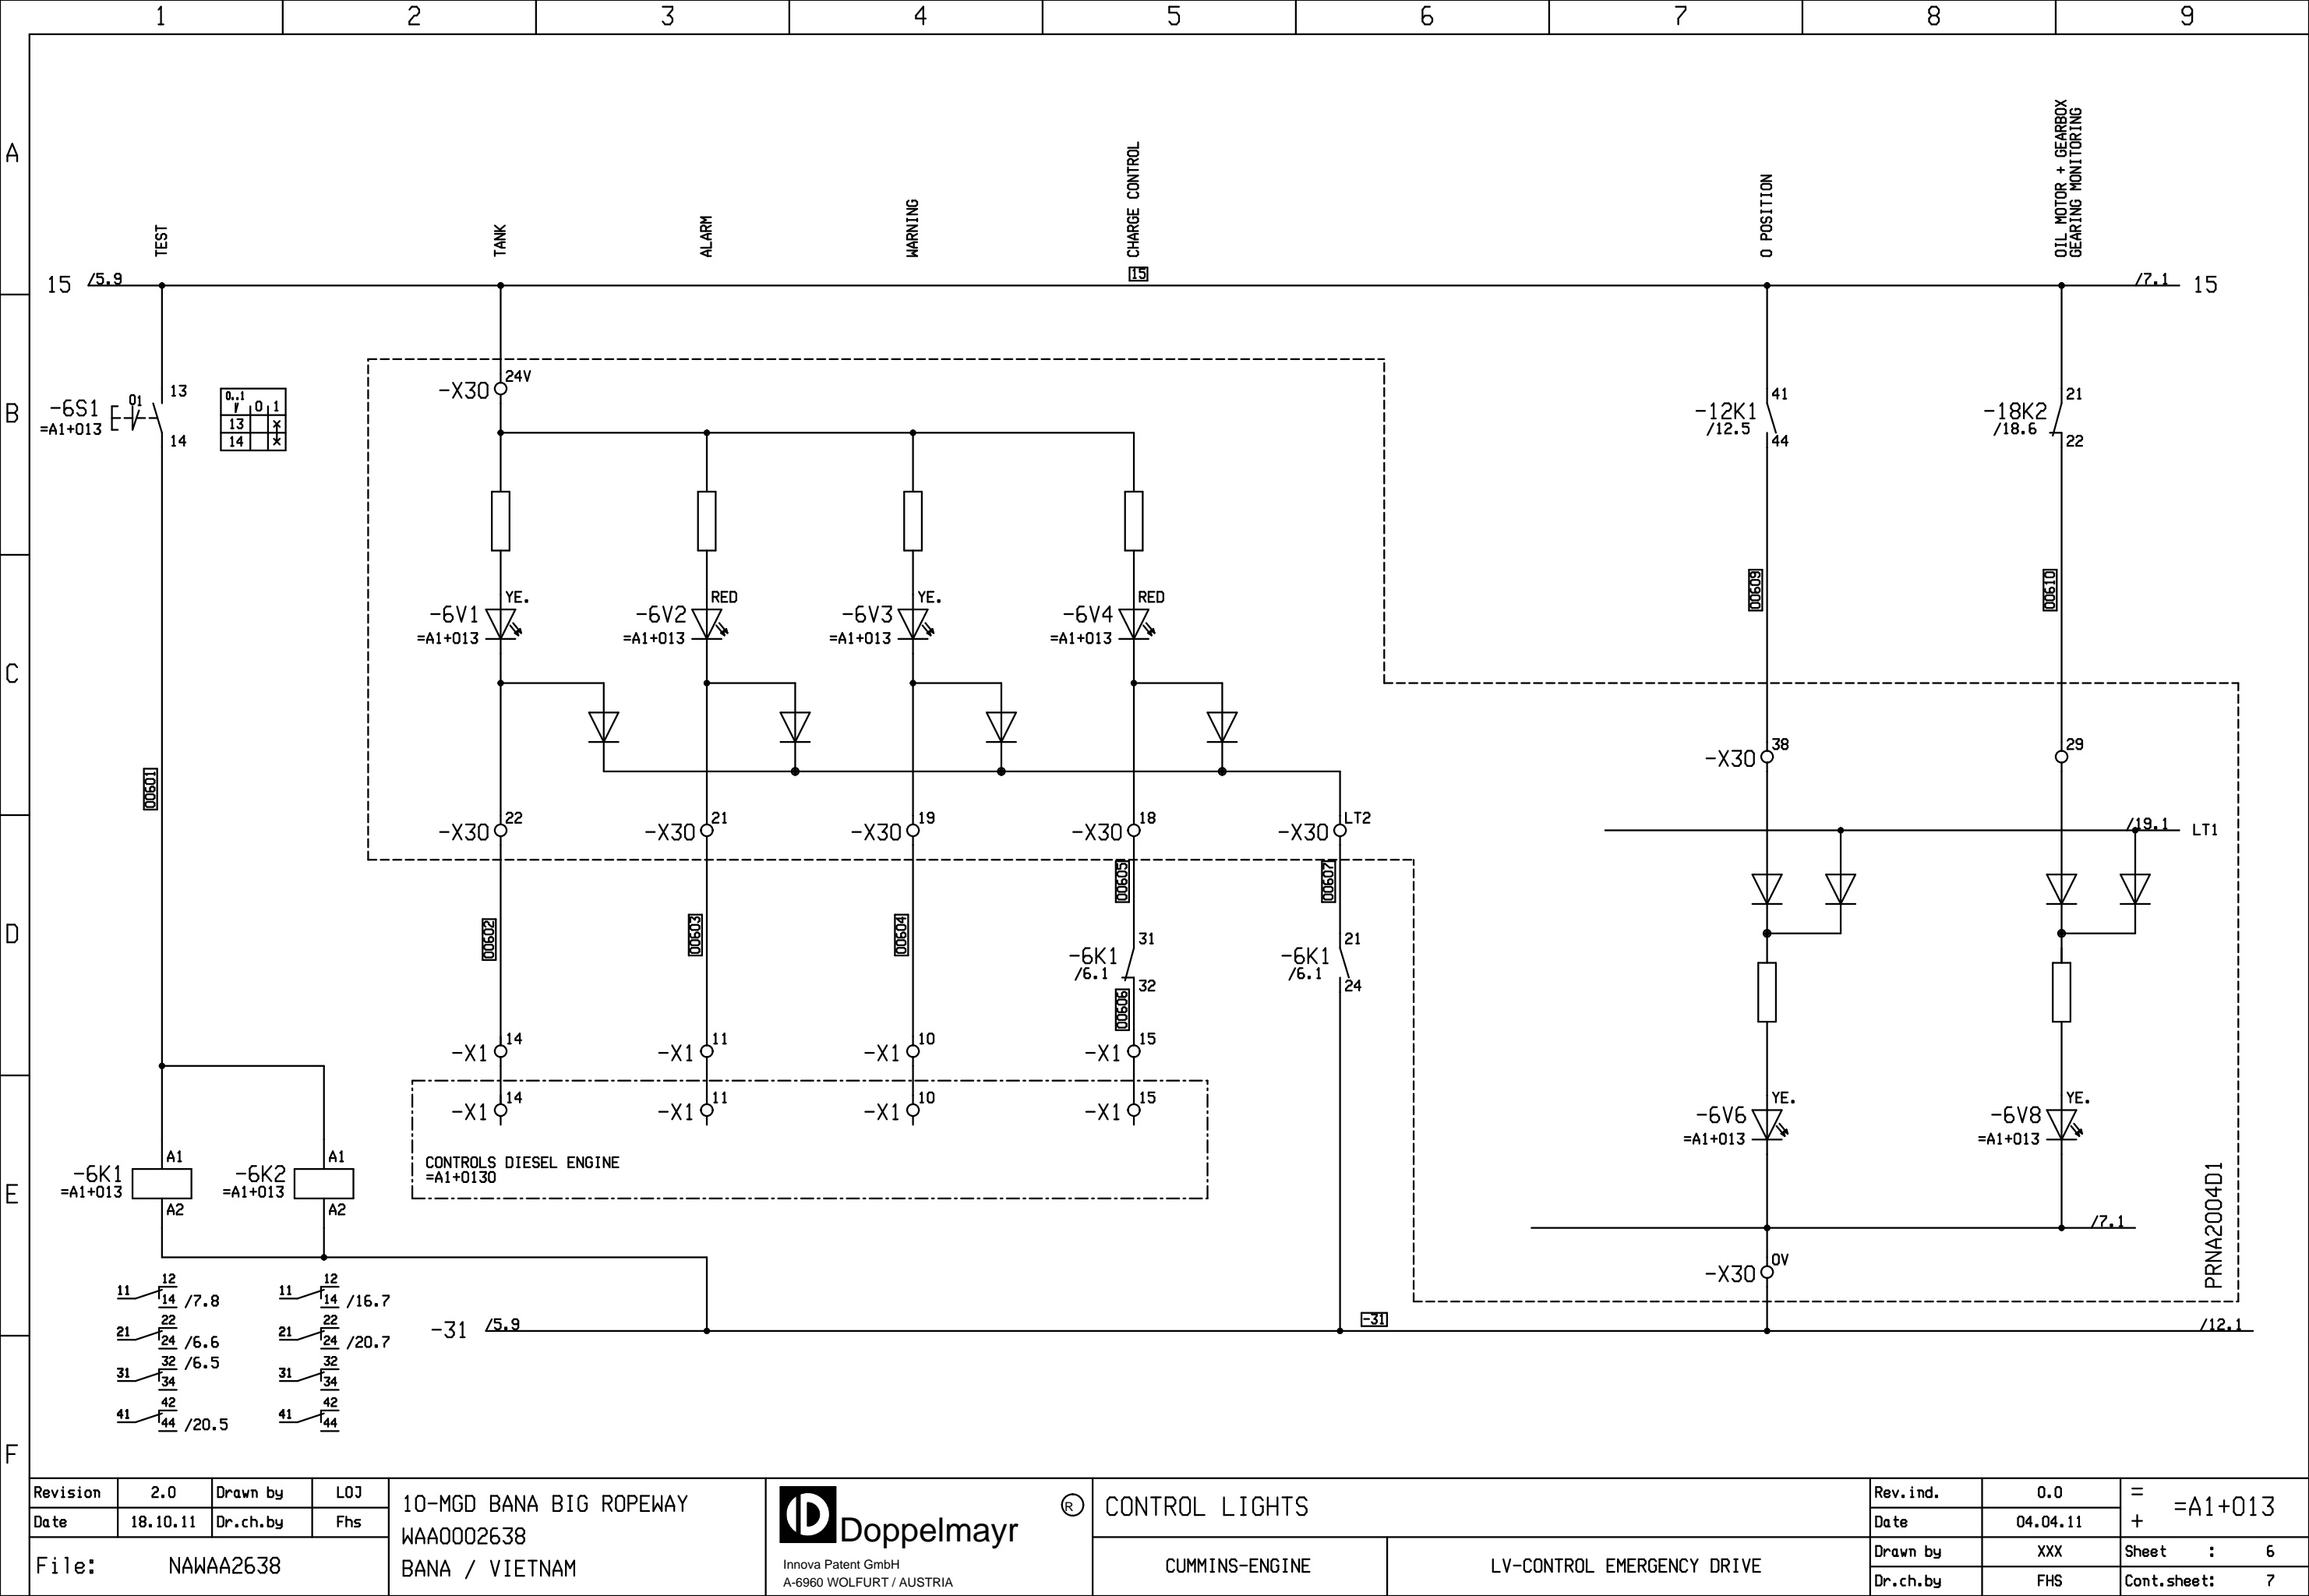 1 2 3 4 5 6 7 8 9
A
B
C
D
E
F
TEST
TANK
ALARM
WARNING
CHARGE CONTROL
O POSITION
OIL MOTOR + GEARBOX
GEARING MONITORING
15 /5.9
15
/7.1 15
-6S1
=A1+013
01
13
14
0..1 0 1
13 x
14 x
-X30 24V
-12K1
/12.5
41
44
-18K2
/18.6
21
22
-6V1 YE.
=A1+013
-6V2 RED
=A1+013
-6V3 YE.
=A1+013
-6V4 RED
=A1+013
00609
00610
00601
-X30 38
29
-X30 22
-X30 21
-X30 19
-X30 18
-X30 LT2
/19.1 LT1
00602
00603
00604
00605
00607
-6K1
/6.1
31
32
00606
-6K1
/6.1
21
24
-X1 14
-X1 11
-X1 10
-X1 15
-X1 14
-X1 11
-X1 10
-X1 15
CONTROLS DIESEL ENGINE
=A1+0130
-6K1
=A1+013
A1
A2
-6K2
=A1+013
A1
A2
-6V6 YE.
=A1+013
-6V8 YE.
=A1+013
/7.1
-X30 0V
PRNA2004D1
11 12 14 /7.8
21 22 24 /6.6
31 32 /6.5 34
41 42 44 /20.5
11 12 14 /16.7
21 22 24 /20.7
31 32 34
41 42 44
-31 /5.9
-31
/12.1
Revision 2.0 Drawn by LOJ
Date 18.10.11 Dr.ch.by Fhs
File: NAWAA2638
10-MGD BANA BIG ROPEWAY
WAA0002638
BANA / VIETNAM
Doppelmayr ®
Innova Patent GmbH
A-6960 WOLFURT / AUSTRIA
CONTROL LIGHTS
CUMMINS-ENGINE
LV-CONTROL EMERGENCY DRIVE
Rev.ind. 0.0
Date 04.04.11
Drawn by XXX
Dr.ch.by FHS
=
+
=A1+013
Sheet : 6
Cont.sheet: 7